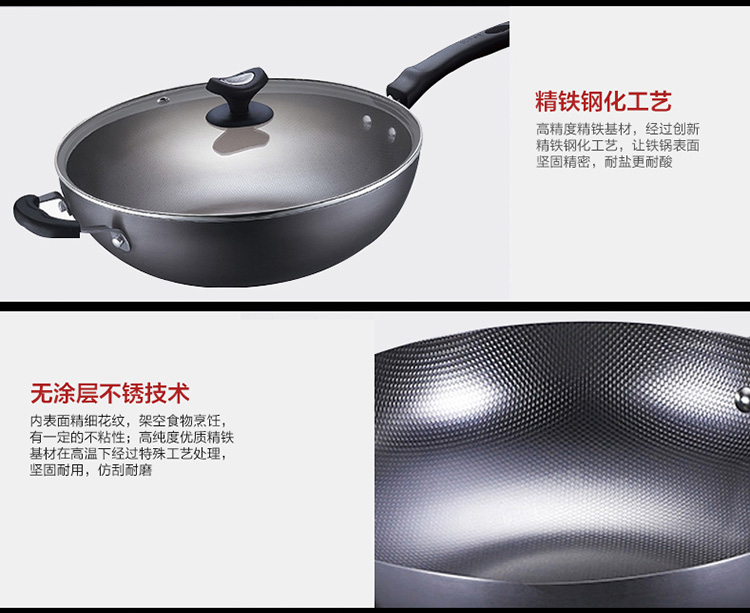 精铁钢化工艺
高精度精铁基材，经过创新
精铁钢化工艺，让铁锅表面
坚固精密，耐盐更耐酸
无涂层不锈技术
内表面精细花纹，架空食物烹饪，
有一定的不粘性；高纯度优质精铁
基材在高温下经过特殊工艺处理，
坚固耐用，仿刮耐磨